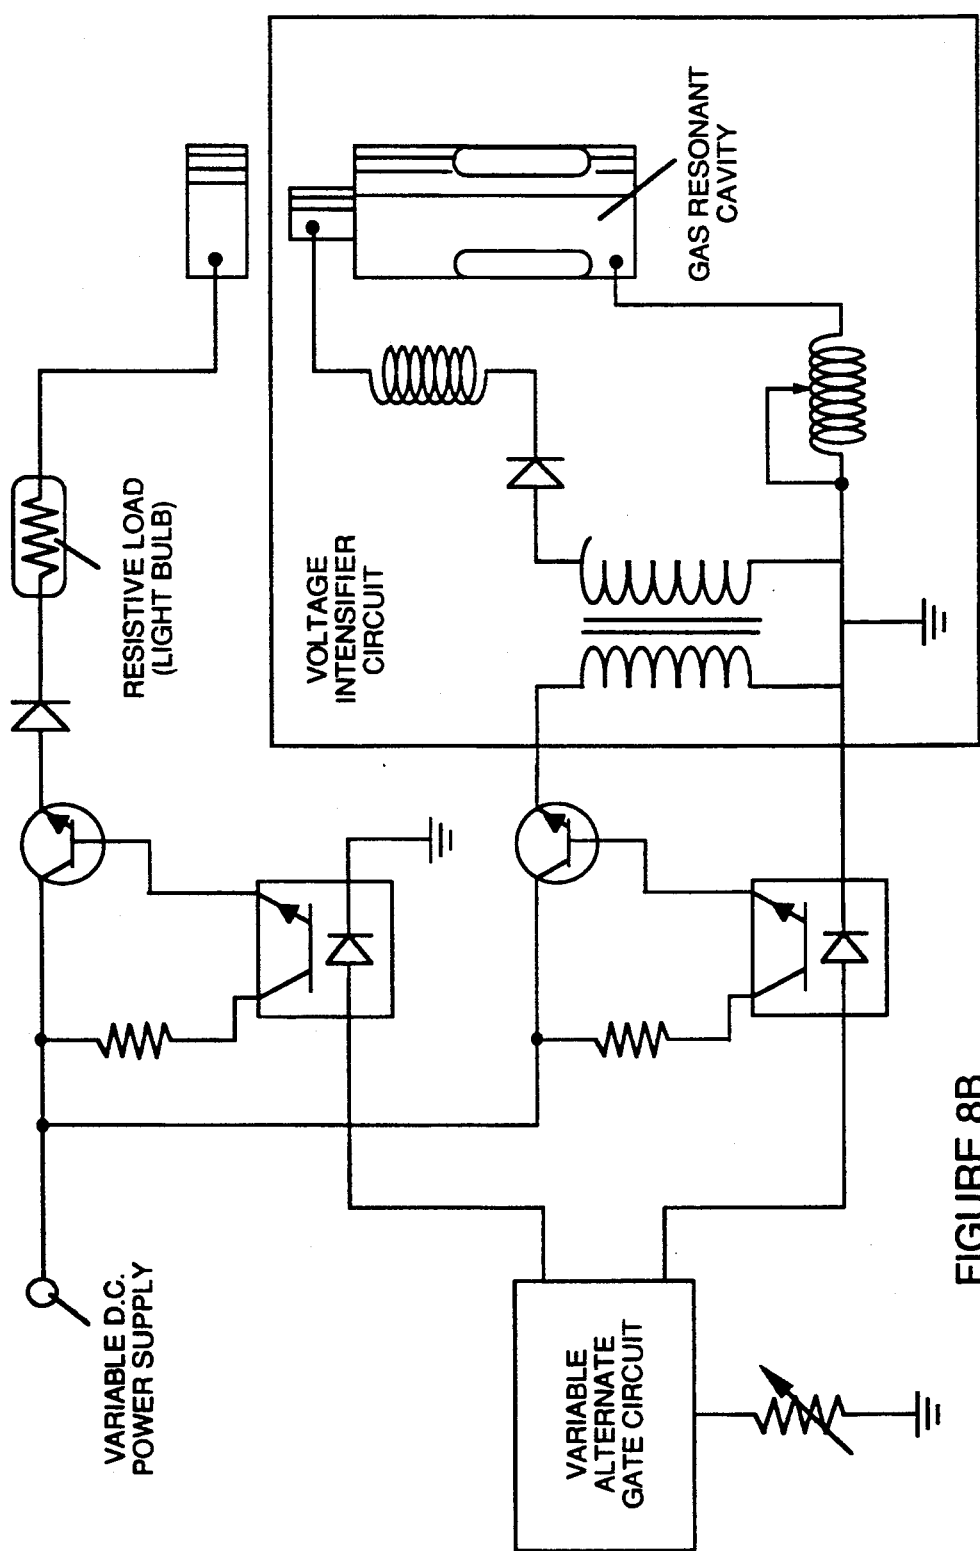 VARIABLE D.C.
POWER SUPPLY
RESISTIVE LOAD
(LIGHT BULB)
VOLTAGE
INTENSIFIER
CIRCUIT
GAS RESONANT
CAVITY
VARIABLE
ALTERNATE
GATE CIRCUIT
FIGURE 8B